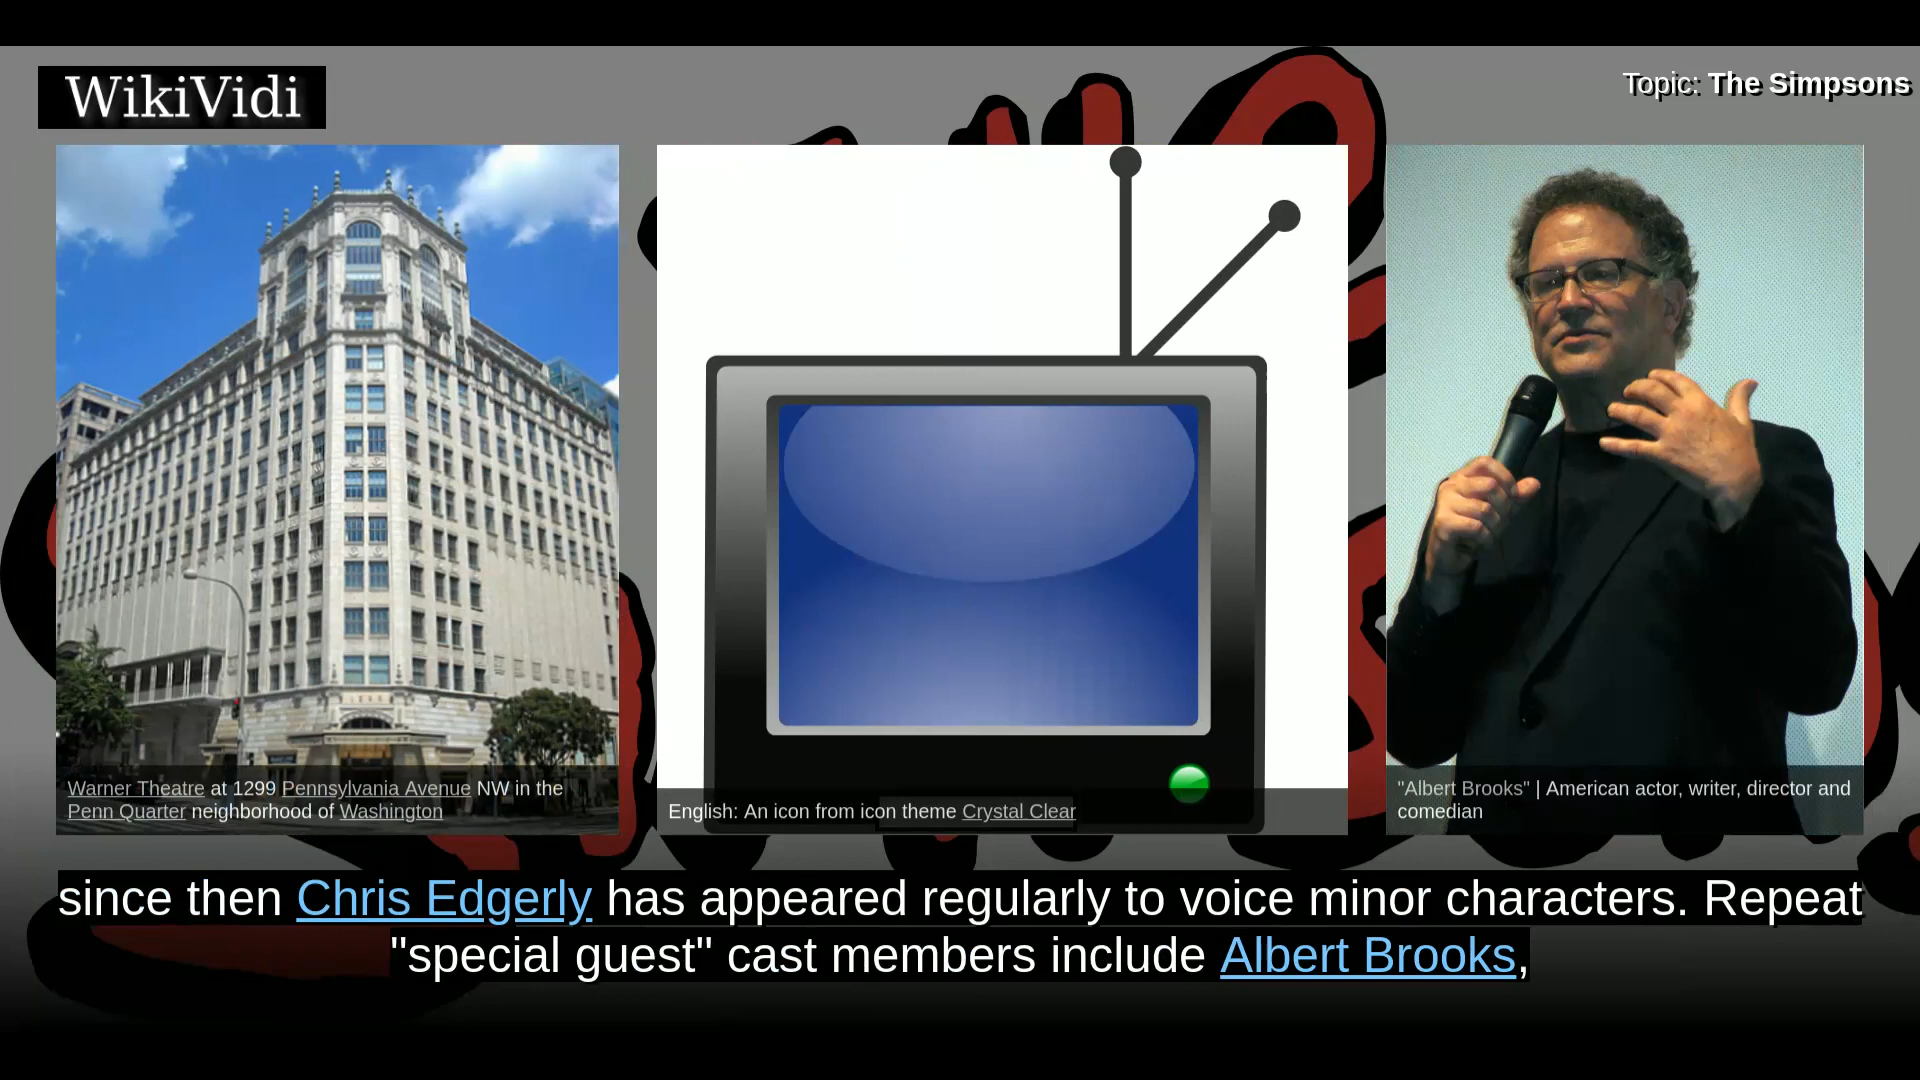 WikiVidi
Topic: The Simpsons
Warner Theatre at 1299 Pennsylvania Avenue NW in the
Penn Quarter neighborhood of Washington
English: An icon from icon theme Crystal Clear
"Albert Brooks" | American actor, writer, director and
comedian
since then Chris Edgerly has appeared regularly to voice minor characters. Repeat
"special guest" cast members include Albert Brooks,